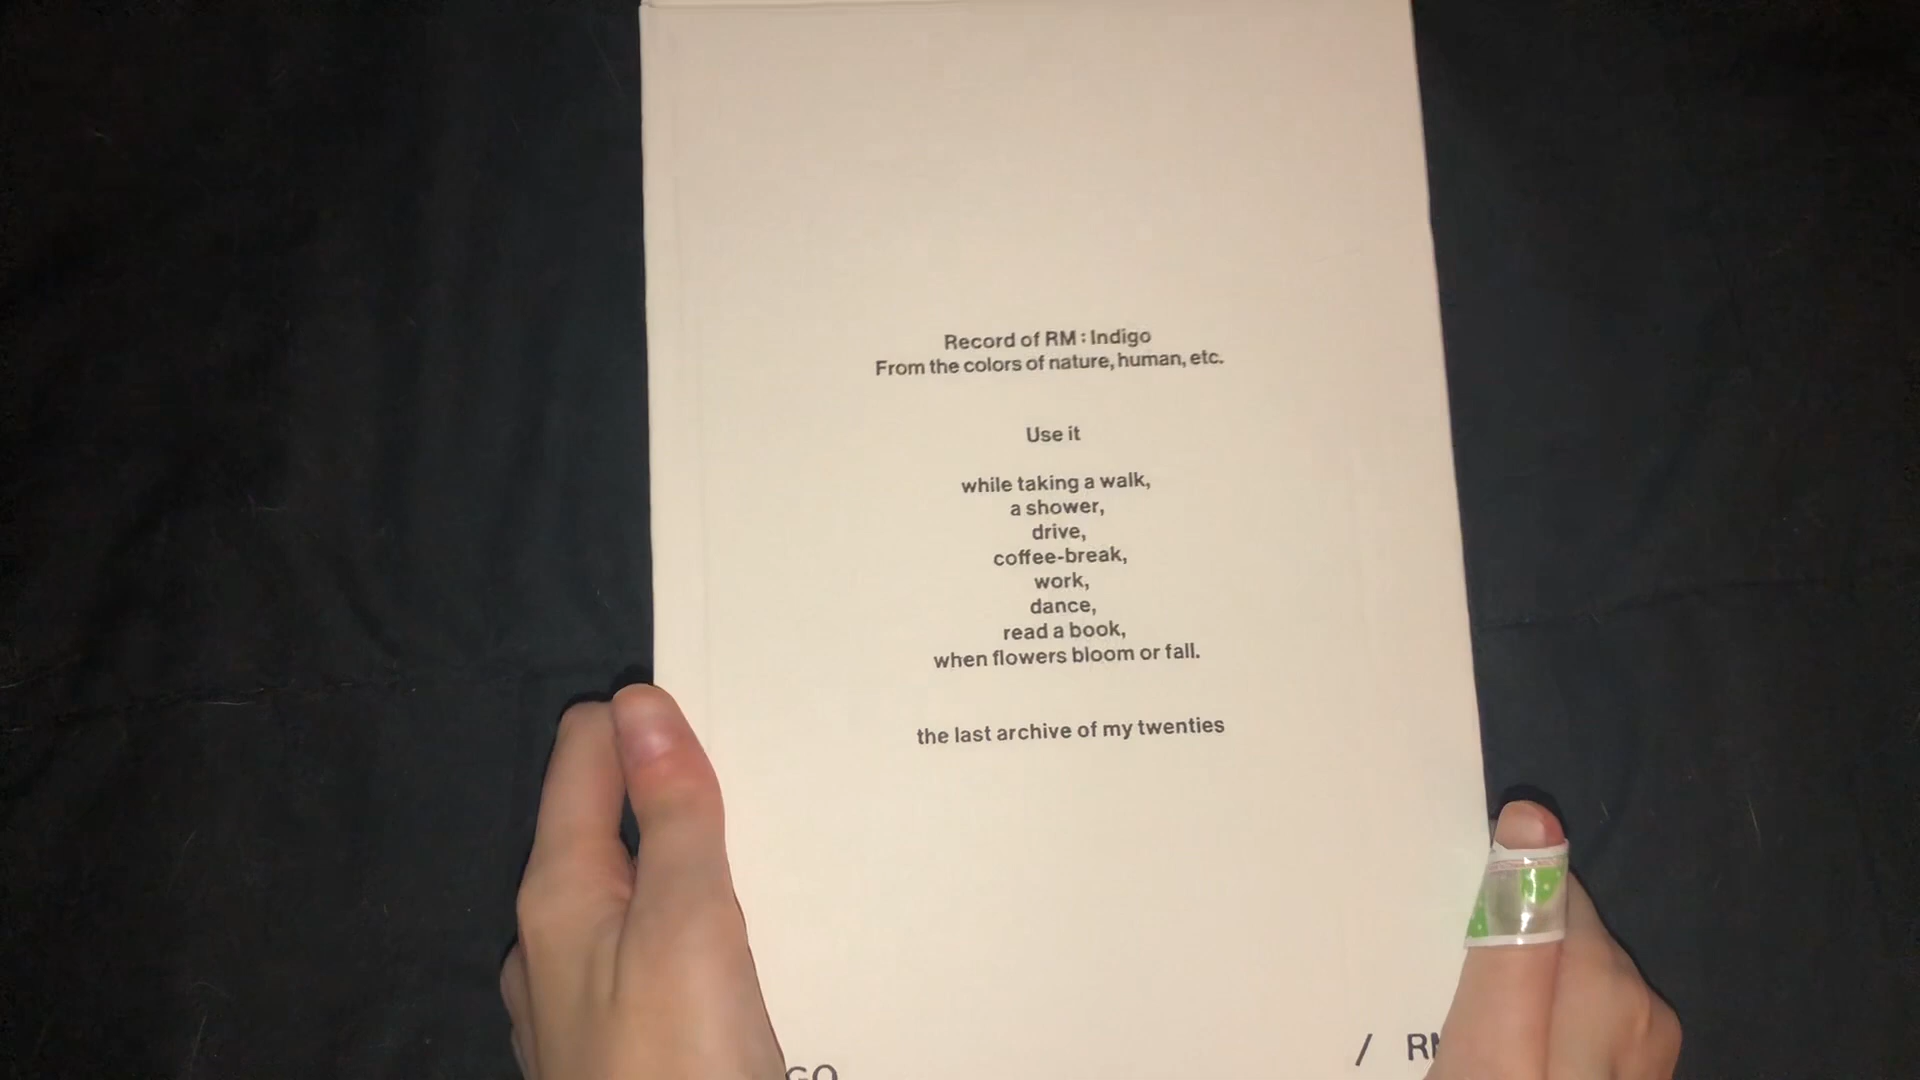 Record of RM : Indigo
From the colors of nature, human, etc.
Use it
while taking a walk,
a shower,
drive,
coffee-break,
work,
dance,
read a book,
when flowers bloom or fall.
the last archive of my twenties
/